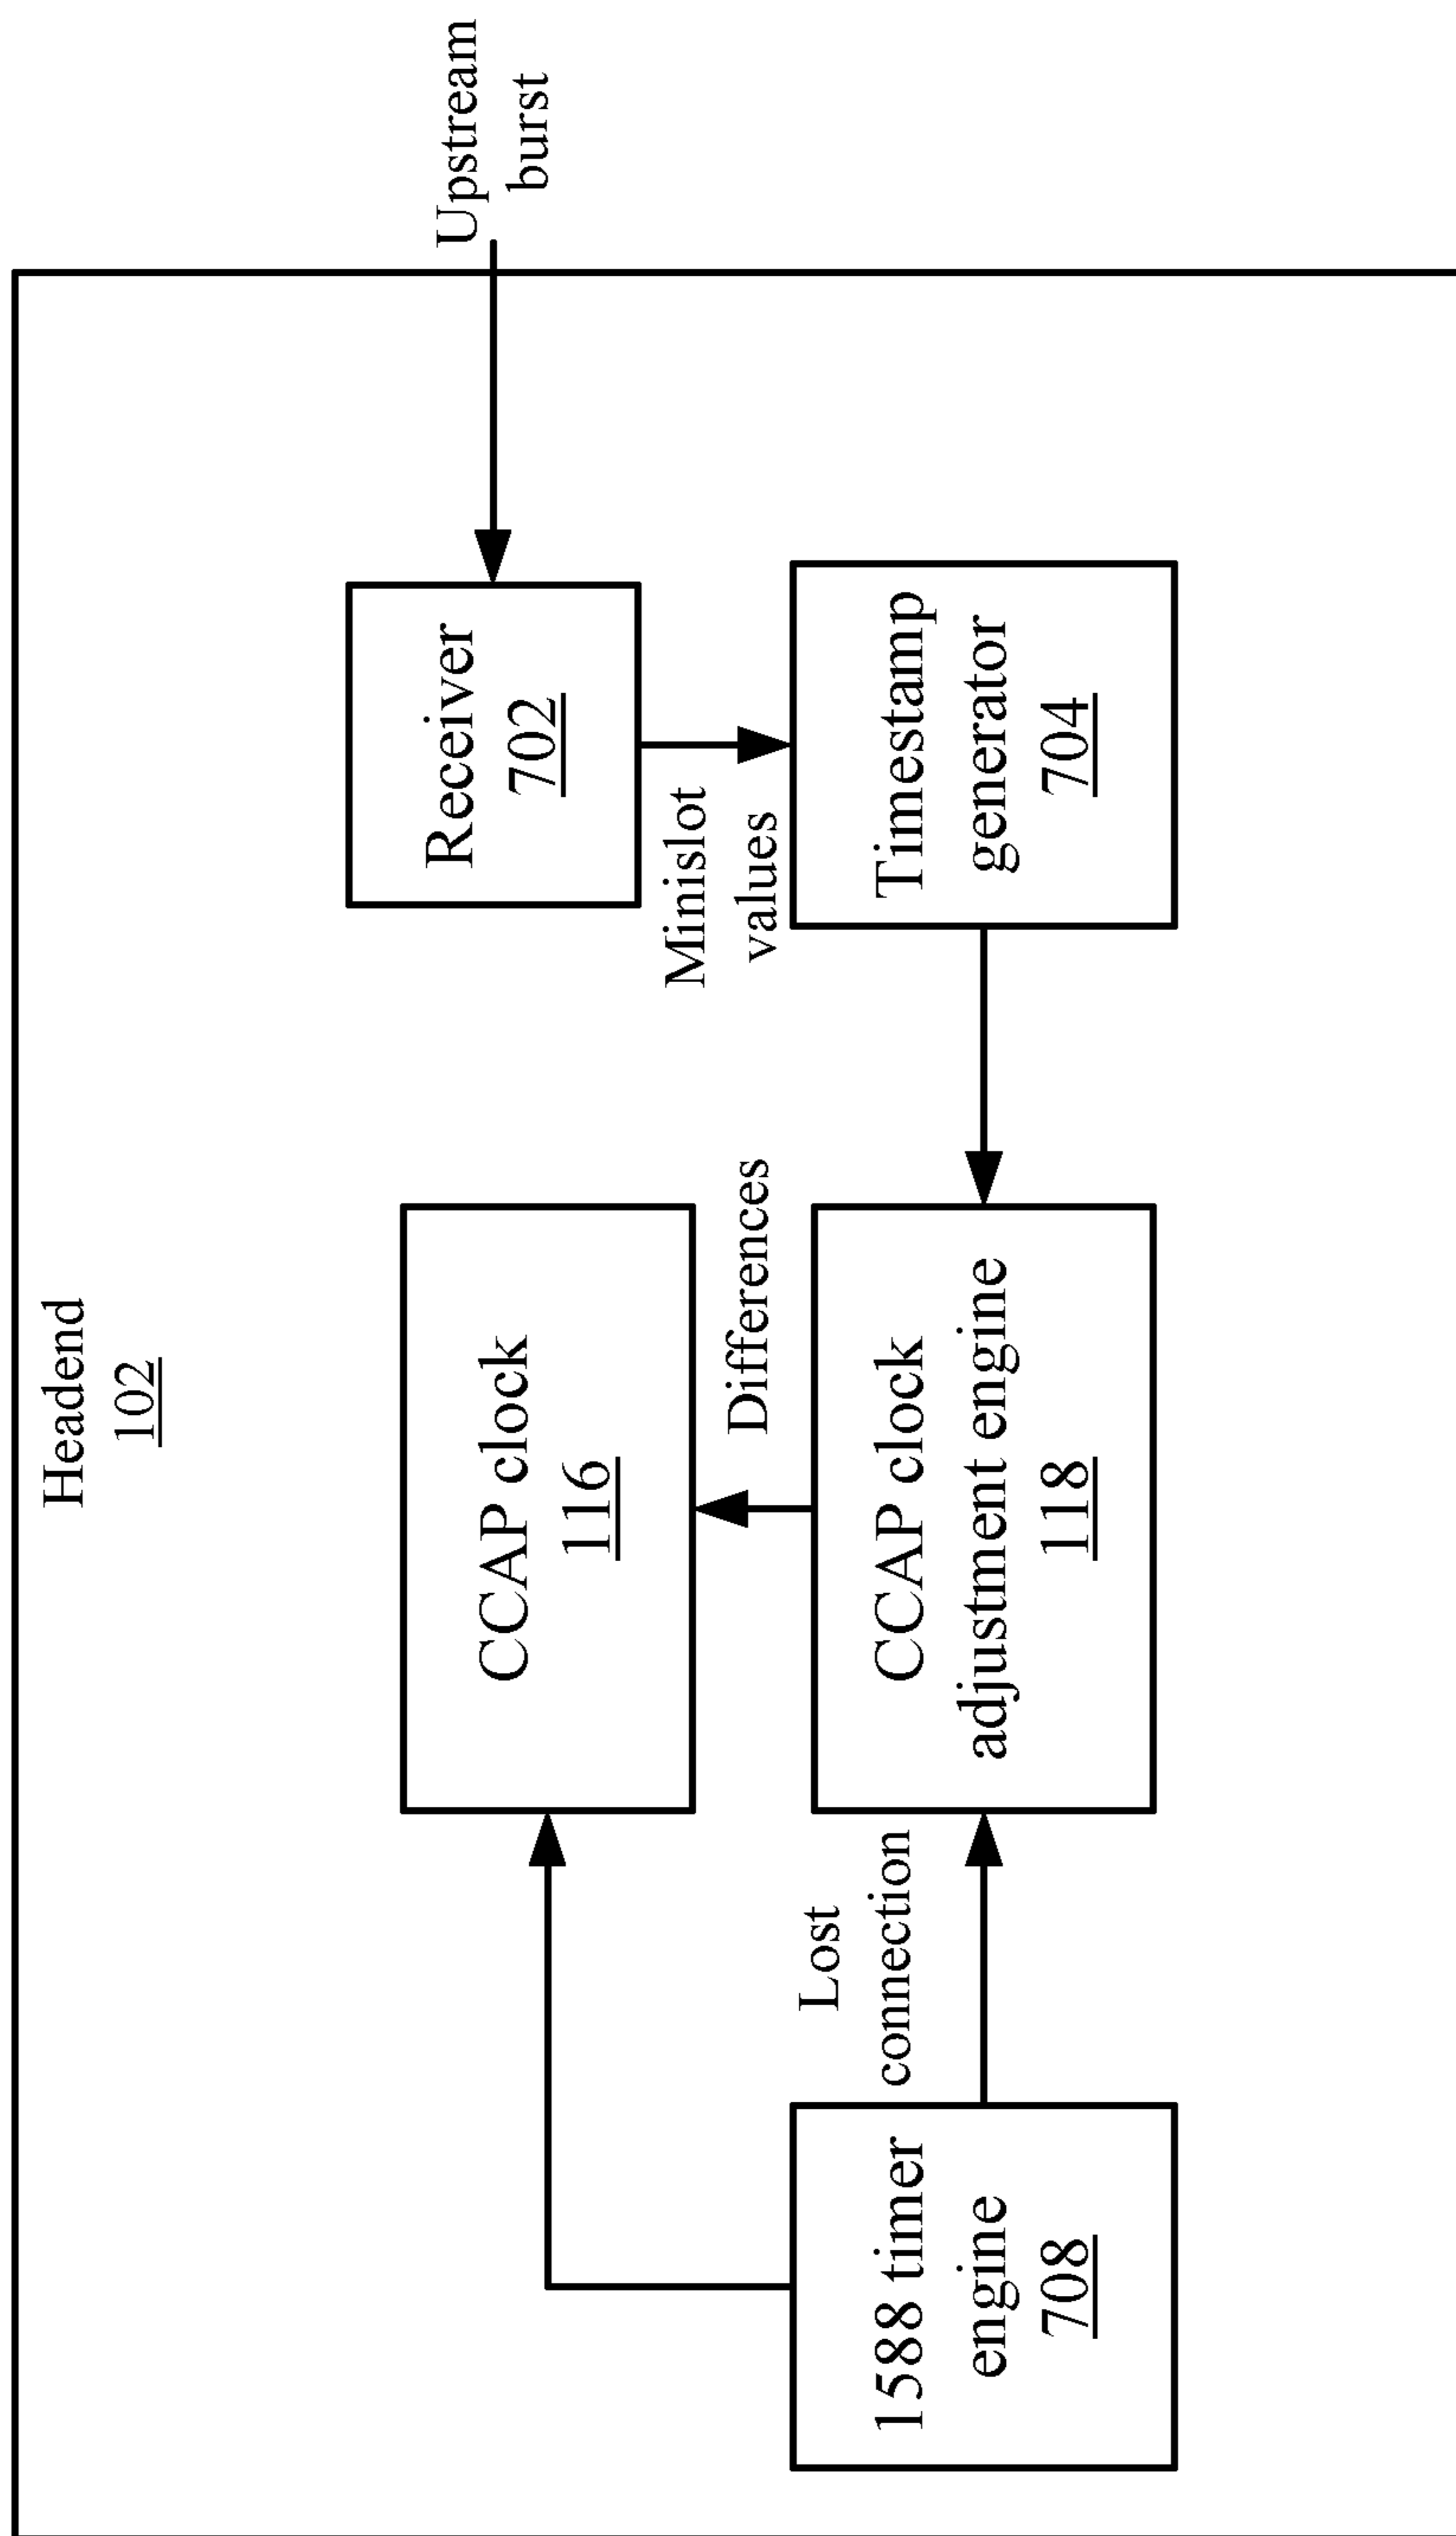 Headend
102
Upstream
burst
Receiver
702
Minislot
values
Timestamp
generator
704
CCAP clock
116
Differences
CCAP clock
adjustment engine
118
Lost
connection
1588 timer
engine
708